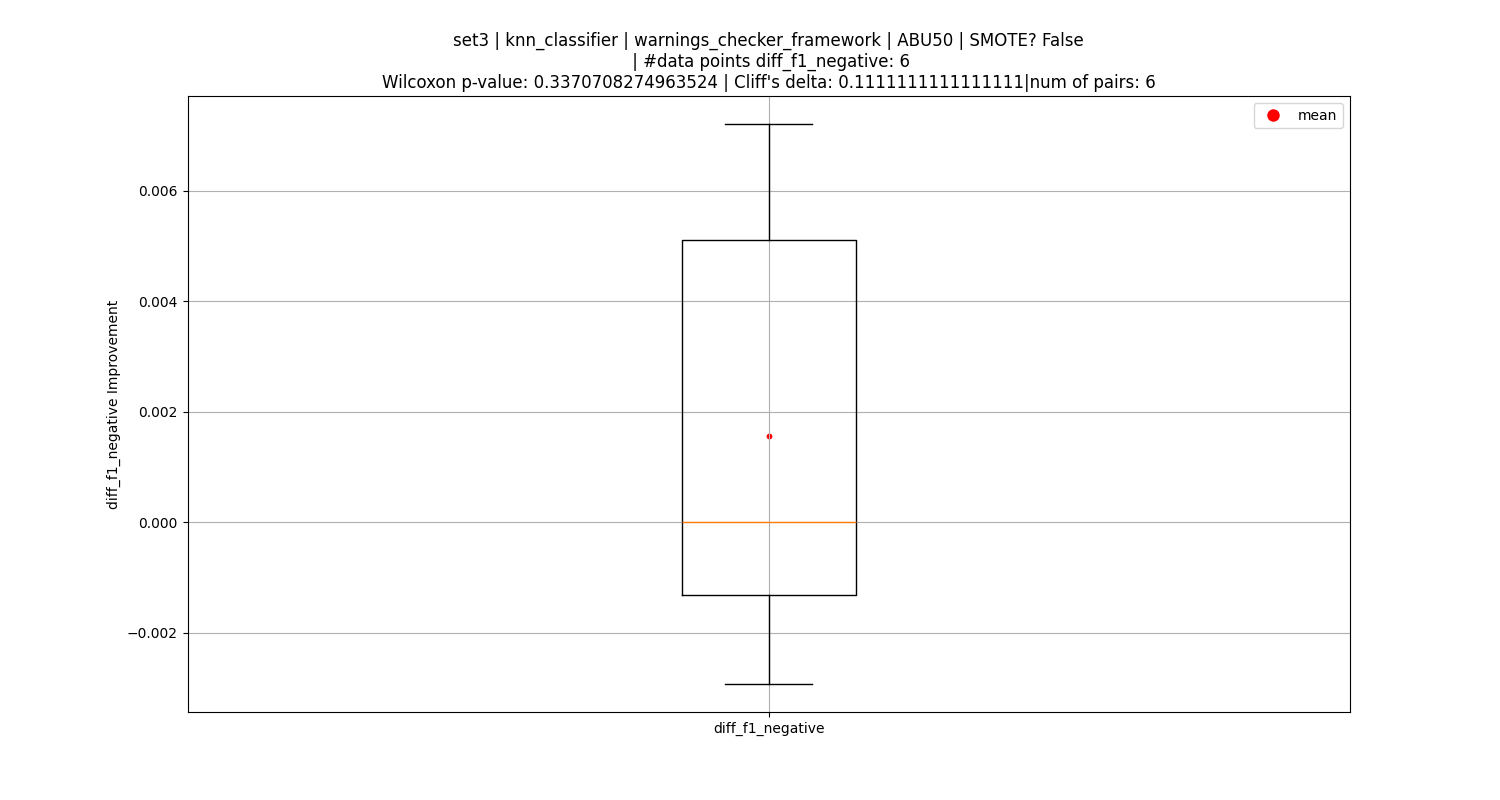 set3 | knn_classifier | warnings_checker_framework | ABU50 | SMOTE? False
| #data points diff_f1_negative: 6
Wilcoxon p-value: 0.3370708274963524 | Cliff's delta: 0.1111111111111111|num of pairs: 6
mean
0.006
0.004
0.002
0.000
−0.002
diff_f1_negative Improvement
diff_f1_negative